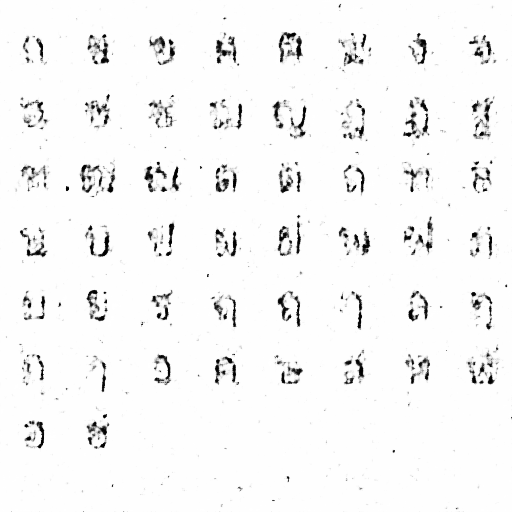 ก ข ฃ ค ฅ ฆ ง จ
ฉ ช ซ ฌ ญ ฎ ฏ ฐ
ฑ ฒ ณ ด ต ถ ท ธ
น บ ป ผ ฝ พ ฟ ภ
ม ย ร ฤ ฤ ๅ ล ฦ
ฦ ๅ ว ศ ษ ส ห ฬ
อ ฮ